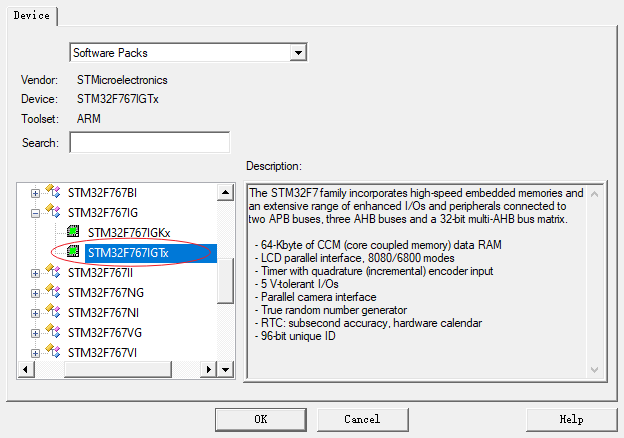 Device
Software Packs
Vendor: STMicroelectronics
Device: STM32F767IGTx
Toolset: ARM
Search:
Description:
STM32F767BI
STM32F767IG
STM32F767IGKx
STM32F767IGTx
STM32F767II
STM32F767NG
STM32F767NI
STM32F767VG
STM32F767VI
The STM32F7 family incorporates high-speed embedded memories and
an extensive range of enhanced I/Os and peripherals connected to
two APB buses, three AHB buses and a 32-bit multi-AHB bus matrix.
- 64-Kbyte of CCM (core coupled memory) data RAM
- LCD parallel interface, 8080/6800 modes
- Timer with quadrature (incremental) encoder input
- 5 V-tolerant I/Os
- Parallel camera interface
- True random number generator
- RTC: subsecond accuracy, hardware calendar
- 96-bit unique ID
OK
Cancel
Help